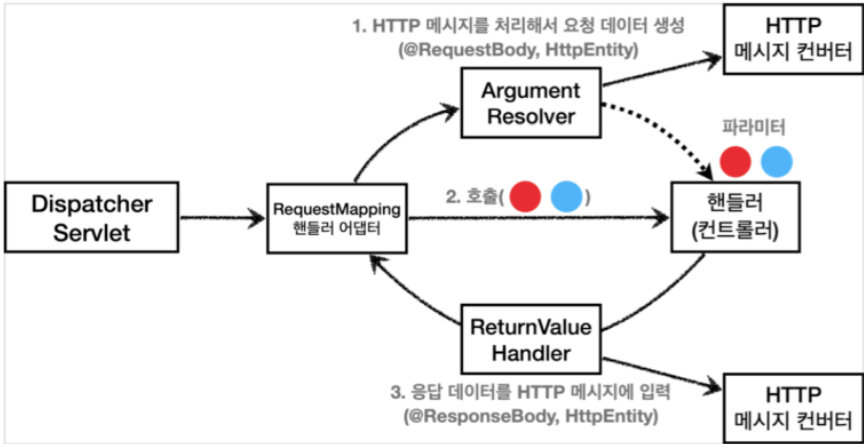 1. HTTP 메시지를 처리해서 요청 데이터 생성
(@RequestBody, HttpEntity)
HTTP
메시지 컨버터
Argument
Resolver
파라미터
Dispatcher
Servlet
RequestMapping
핸들러 어댑터
2. 호출( )
핸들러
(컨트롤러)
ReturnValue
Handler
3. 응답 데이터를 HTTP 메시지에 입력
(@ResponseBody, HttpEntity)
HTTP
메시지 컨버터